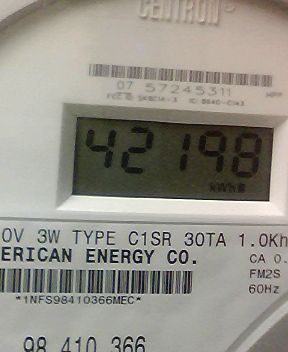 CENTRON
07 57245311
42198
kWh
0V 3W TYPE C1SR 30TA 1.0Kh
ERICAN ENERGY CO.
CA 0.
FM2S
60Hz
*1NFS98410366MEC*
98 410 366